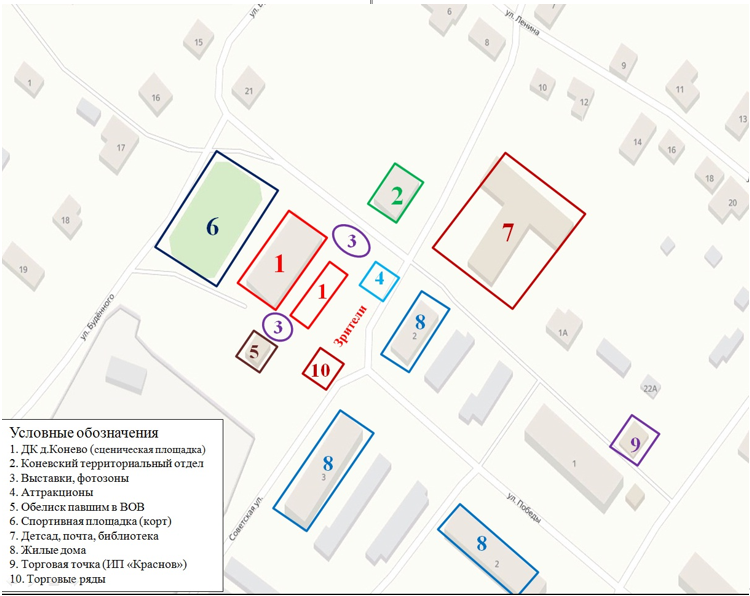 ул. Ленина
6
7
8
15
9
1
21
10
11
16
12
13
17
14
16
2
18
7
20
18
6
3
1
4
1
19
ул. Будённого
Зрители
8
3
2
1А
5
10
22А
Условные обозначения
1. ДК д.Конево (сценическая площадка)
2. Коневский территориальный отдел
3. Выставки, фотозоны
4. Аттракционы
5. Обелиск павшим в ВОВ
6. Спортивная площадка (корт)
7. Детсад, почта, библиотека
8. Жилые дома
9. Торговая точка (ИП «Краснов»)
10. Торговые ряды
9
8
3
1
Советская ул.
ул. Победы
8
2